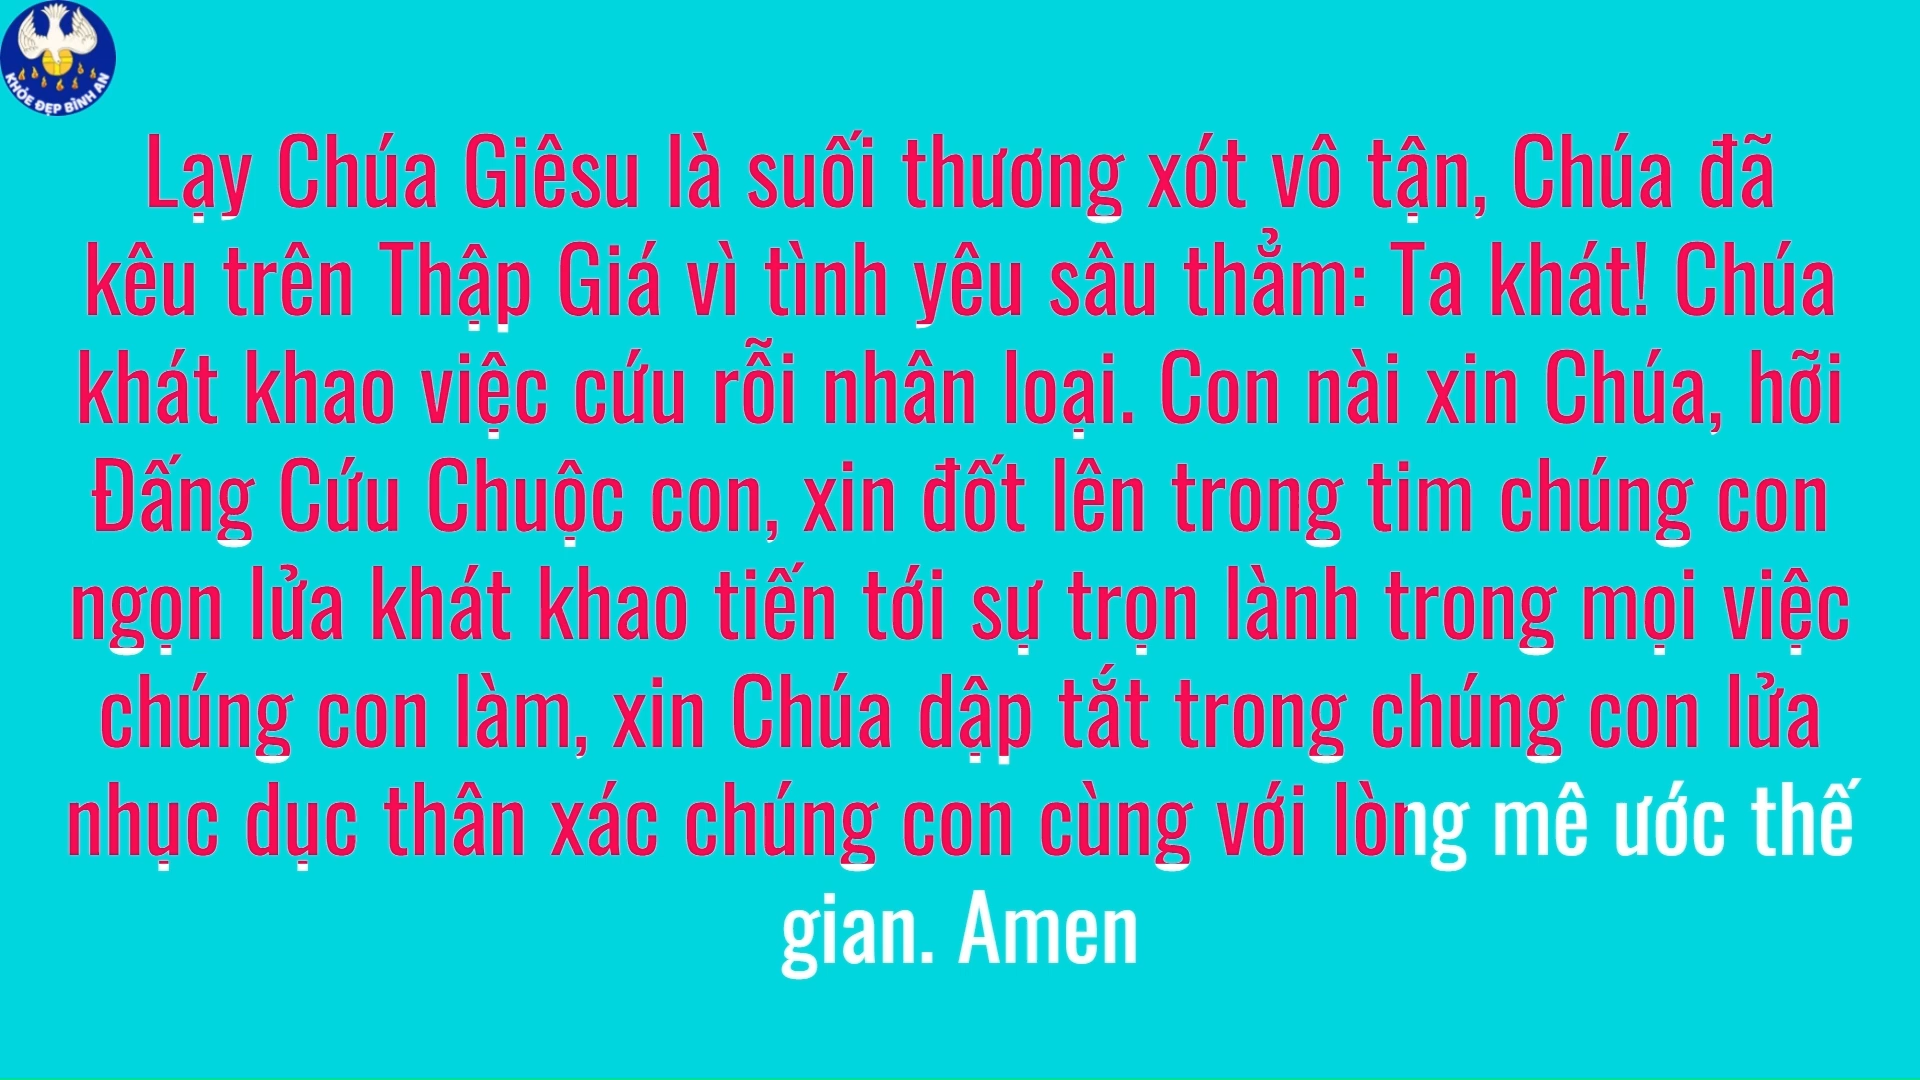 KHỎE ĐẸP BÌNH AN
Lạy Chúa Giêsu là suối thương xót vô tận, Chúa đã
kêu trên Thập Giá vì tình yêu sâu thẳm: Ta khát! Chúa
khát khao việc cứu rỗi nhân loại. Con nài xin Chúa, hỡi
Đấng Cứu Chuộc con, xin đốt lên trong tim chúng con
ngọn lửa khát khao tiến tới sự trọn lành trong mọi việc
chúng con làm, xin Chúa dập tắt trong chúng con lửa
nhục dục thân xác chúng con cùng với lòng mê ước thế
gian. Amen